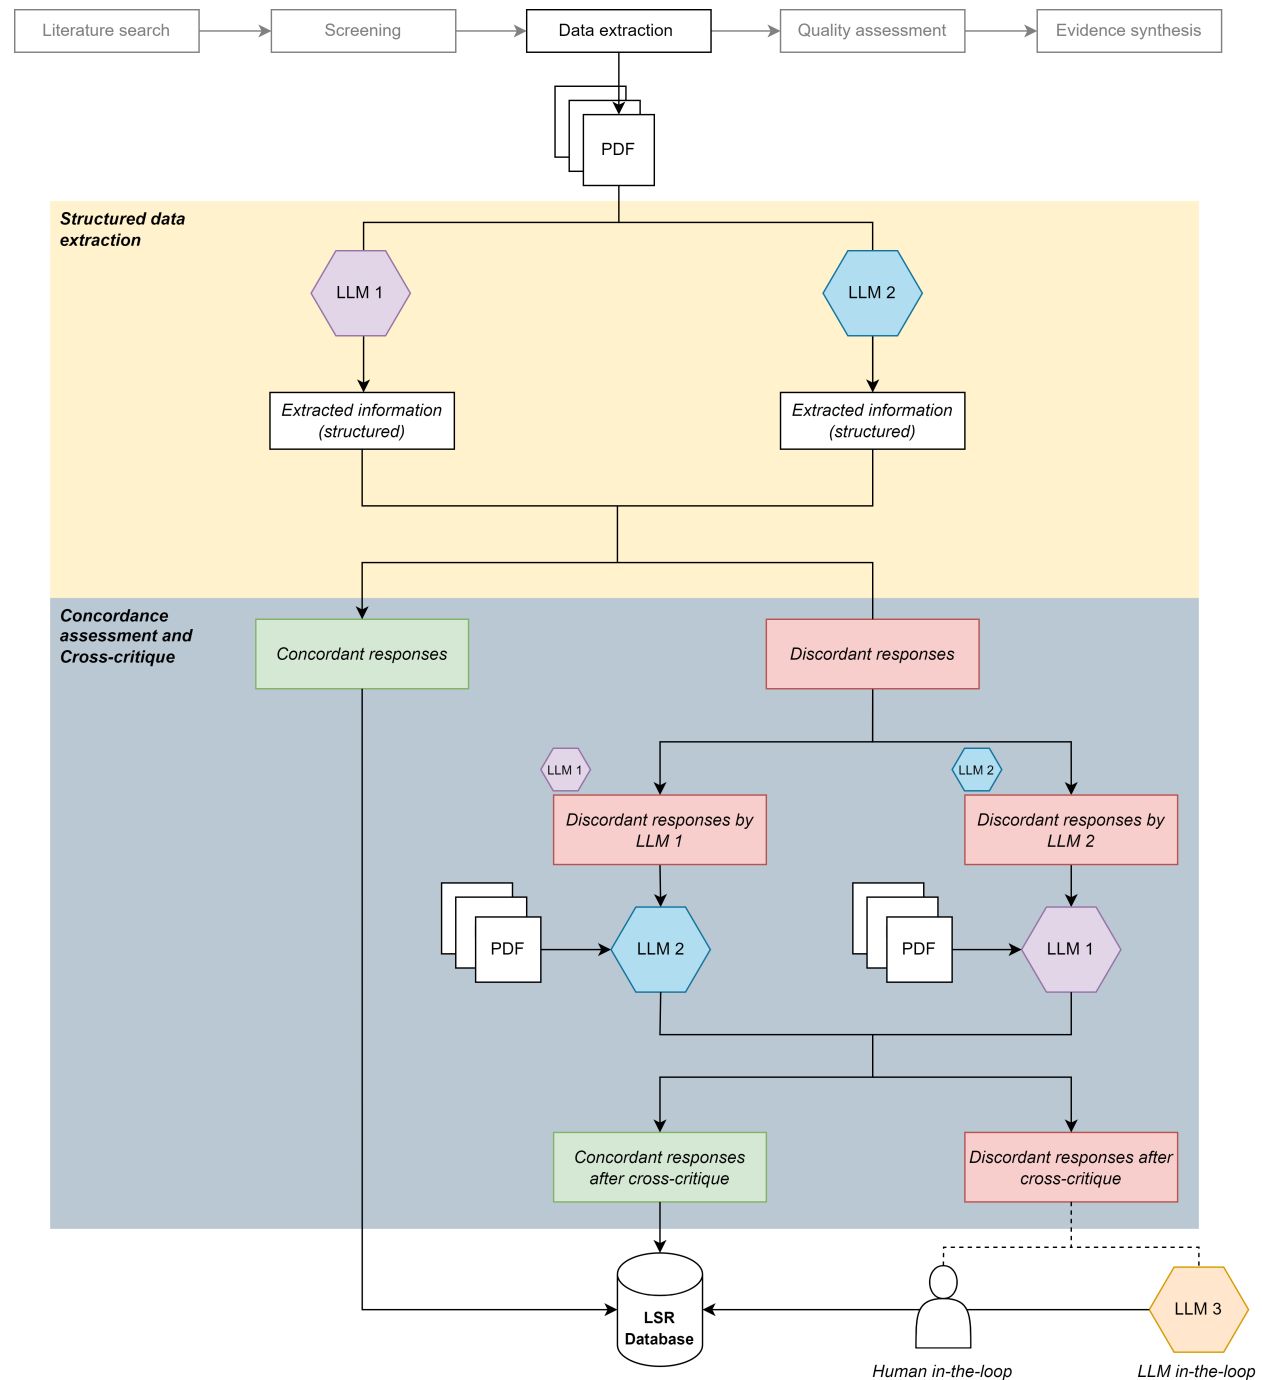 Literature search
Screening
Data extraction
Quality assessment
Evidence synthesis
PDF
Structured data
extraction
LLM 1
LLM 2
Extracted information
(structured)
Extracted information
(structured)
Concordance
assessment and
Cross-critique
Concordant responses
Discordant responses
LLM 1
LLM 2
Discordant responses by
LLM 1
Discordant responses by
LLM 2
PDF
LLM 2
PDF
LLM 1
Concordant responses
after cross-critique
Discordant responses after
cross-critique
LSR
Database
LLM 3
Human in-the-loop
LLM in-the-loop